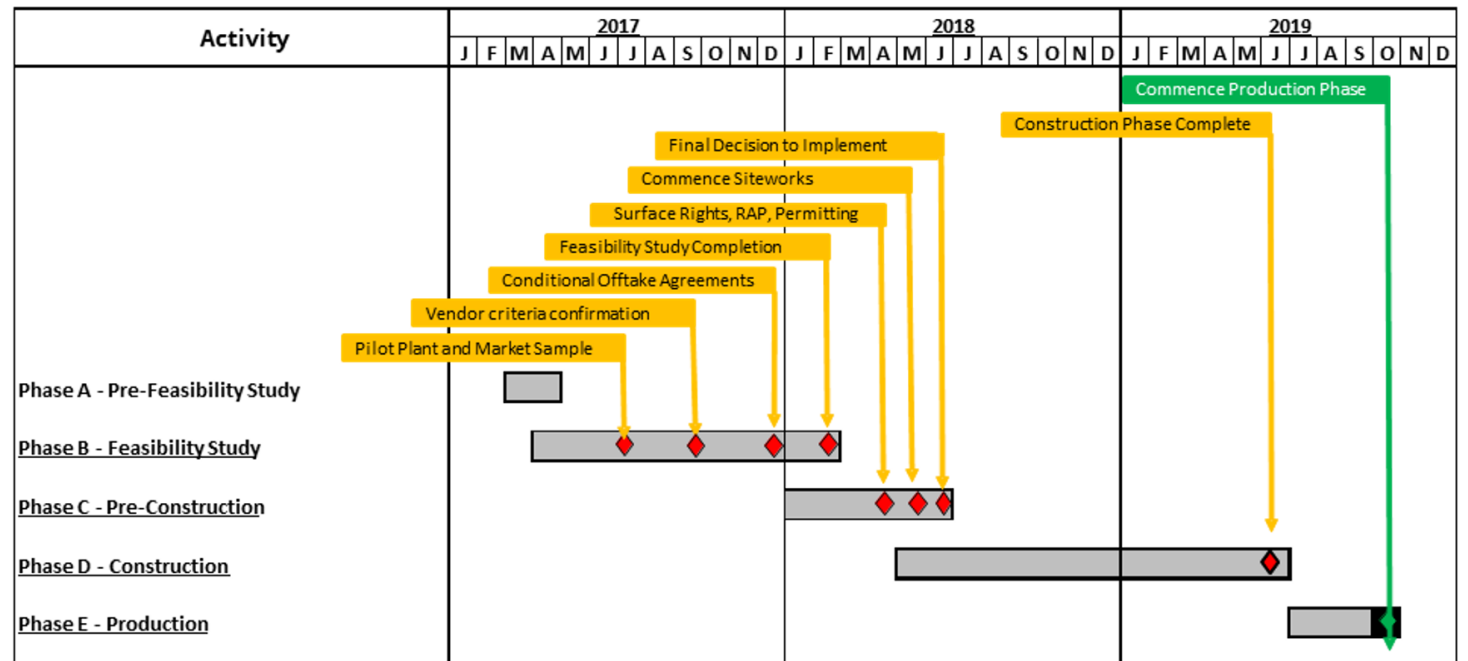 Activity
2017 2018 2019
J F M A M J J A S O N D J F M A M J J A S O N D J F M A M J J A S O N D
Commence Production Phase
Construction Phase Complete
Final Decision to Implement
Commence Siteworks
Surface Rights, RAP, Permitting
Feasibility Study Completion
Conditional Offtake Agreements
Vendor criteria confirmation
Pilot Plant and Market Sample
Phase A - Pre-Feasibility Study
Phase B - Feasibility Study
Phase C - Pre-Construction
Phase D - Construction
Phase E - Production